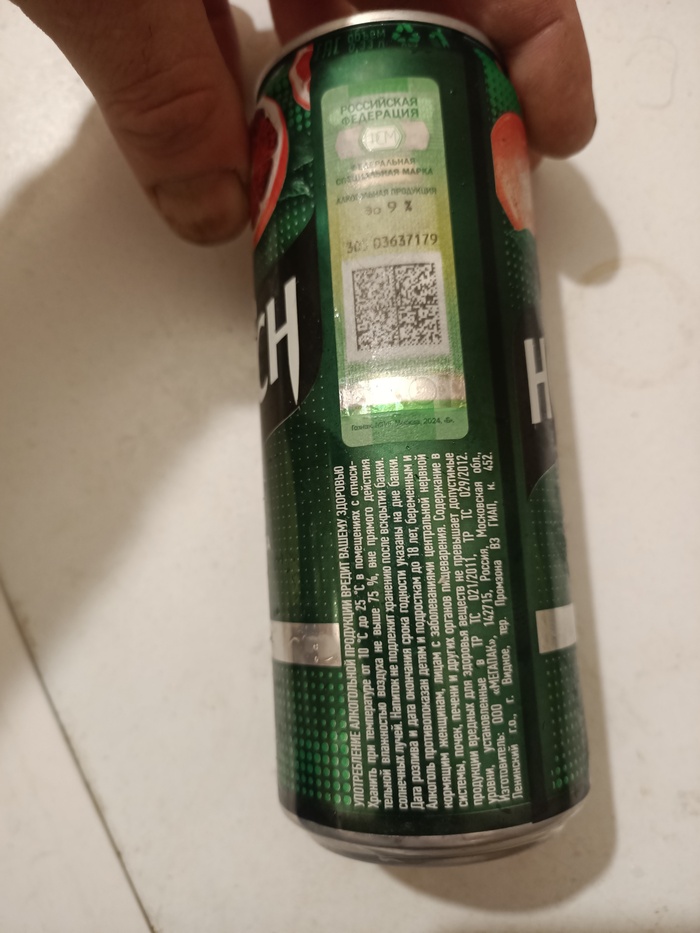 РОССИЙСКАЯ
ФЕДЕРАЦИЯ
ФСМ
ФЕДЕРАЛЬНАЯ
СПЕЦИАЛЬНАЯ МАРКА
АЛКОГОЛЬНАЯ ПРОДУКЦИЯ
до 9 %
03637179
CH
H
2024
УПОТРЕБЛЕНИЕ АЛКОГОЛЬНОЙ ПРОДУКЦИИ ВРЕДИТ ВАШЕМУ ЗДОРОВЬЮ
Хранить при температуре от 10 °C до 25 °C в помещениях с относи-
тельной влажностью воздуха не выше 75 %, вне прямого действия
солнечных лучей. Напиток не подлежит хранению после вскрытия банки.
Дата розлива и дата окончания срока годности указаны на дне банки.
Алкоголь противопоказан детям и подросткам до 18 лет, беременным и
кормящим женщинам, лицам с заболеваниями центральной нервной
системы, почек, печени и других органов пищеварения. Содержание в
продукции вредных для здоровья веществ не превышает допустимые
уровни, установленные в ТР ТС 021/2011, ТР ТС 029/2012.
Изготовитель: ООО «МЕГАПАК», 142715, Россия, Московская обл.,
Ленинский г.о., г. Видное, тер. Промзона ВЗ ГИАП, к. 452.